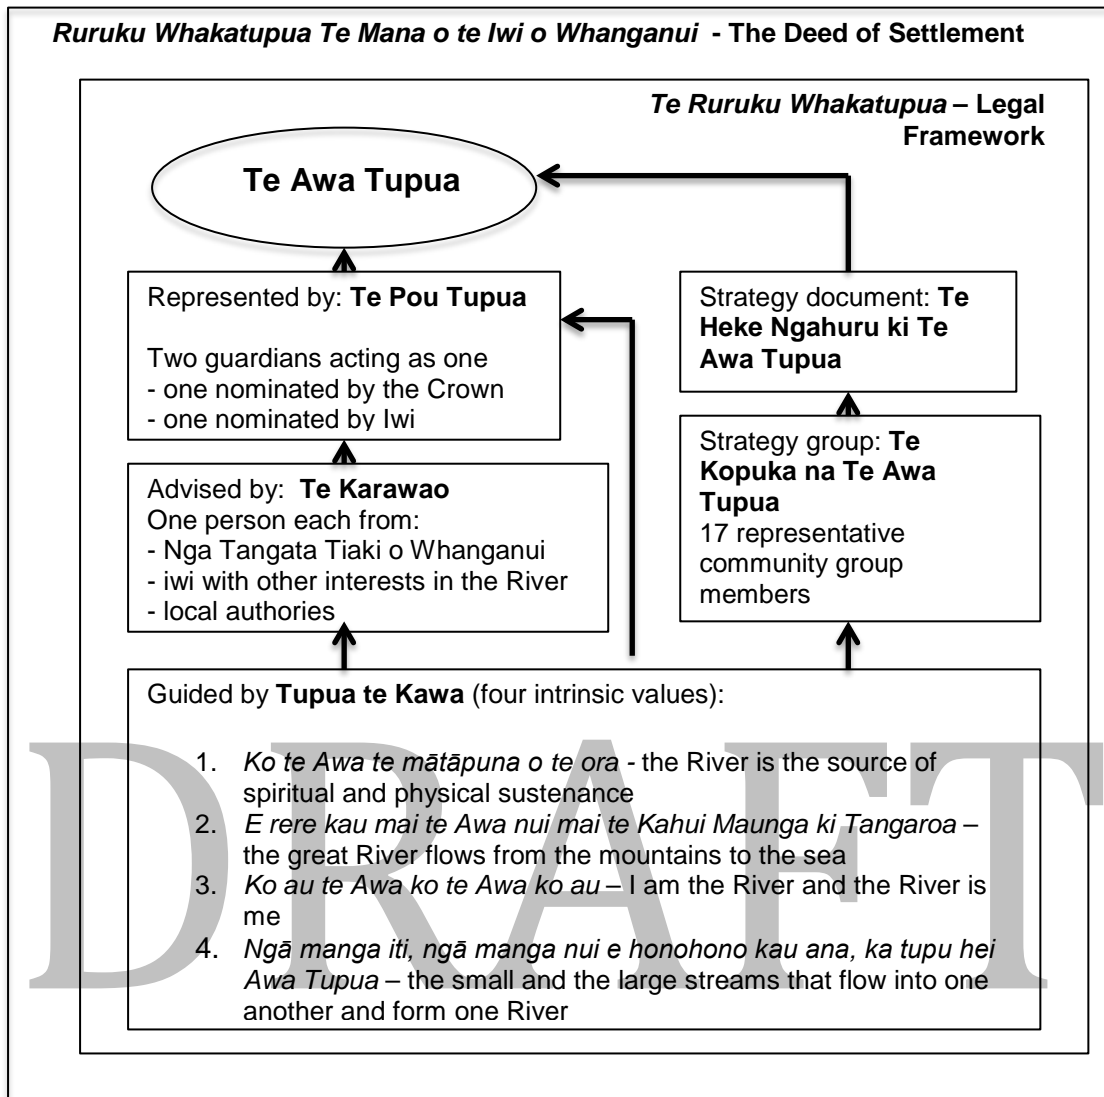 Ruruku Whakatupua Te Mana o te Iwi o Whanganui - The Deed of Settlement
Te Ruruku Whakatupua – Legal
Framework
Te Awa Tupua
Represented by: Te Pou Tupua
Two guardians acting as one
- one nominated by the Crown
- one nominated by Iwi
Advised by: Te Karawao
One person each from:
- Nga Tangata Tiaki o Whanganui
- iwi with other interests in the River
- local authories
Strategy document: Te
Heke Ngahuru ki Te
Awa Tupua
Strategy group: Te
Kopuka na Te Awa
Tupua
17 representative
community group
members
Guided by Tupua te Kawa (four intrinsic values):
1. Ko te Awa te mātāpuna o te ora - the River is the source of
spiritual and physical sustenance
2. E rere kau mai te Awa nui mai te Kahui Maunga ki Tangaroa –
the great River flows from the mountains to the sea
3. Ko au te Awa ko te Awa ko au – I am the River and the River is
me
4. Ngā manga iti, ngā manga nui e honohono kau ana, ka tupu hei
Awa Tupua – the small and the large streams that flow into one
another and form one River
DRAFT